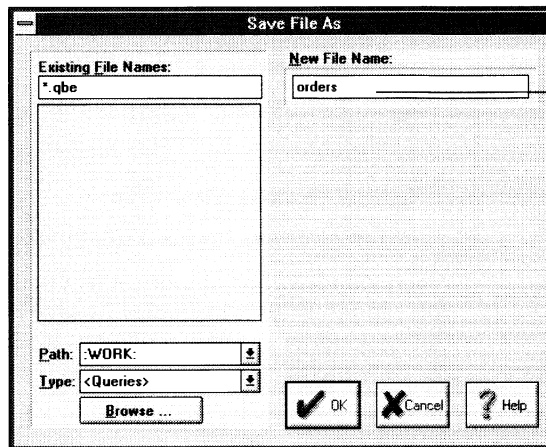 Save File As
Existing File Names:
*.qbe
New File Name:
orders
Path: :WORK:
Type: <Queries>
Browse ...
OK
Cancel
? Help